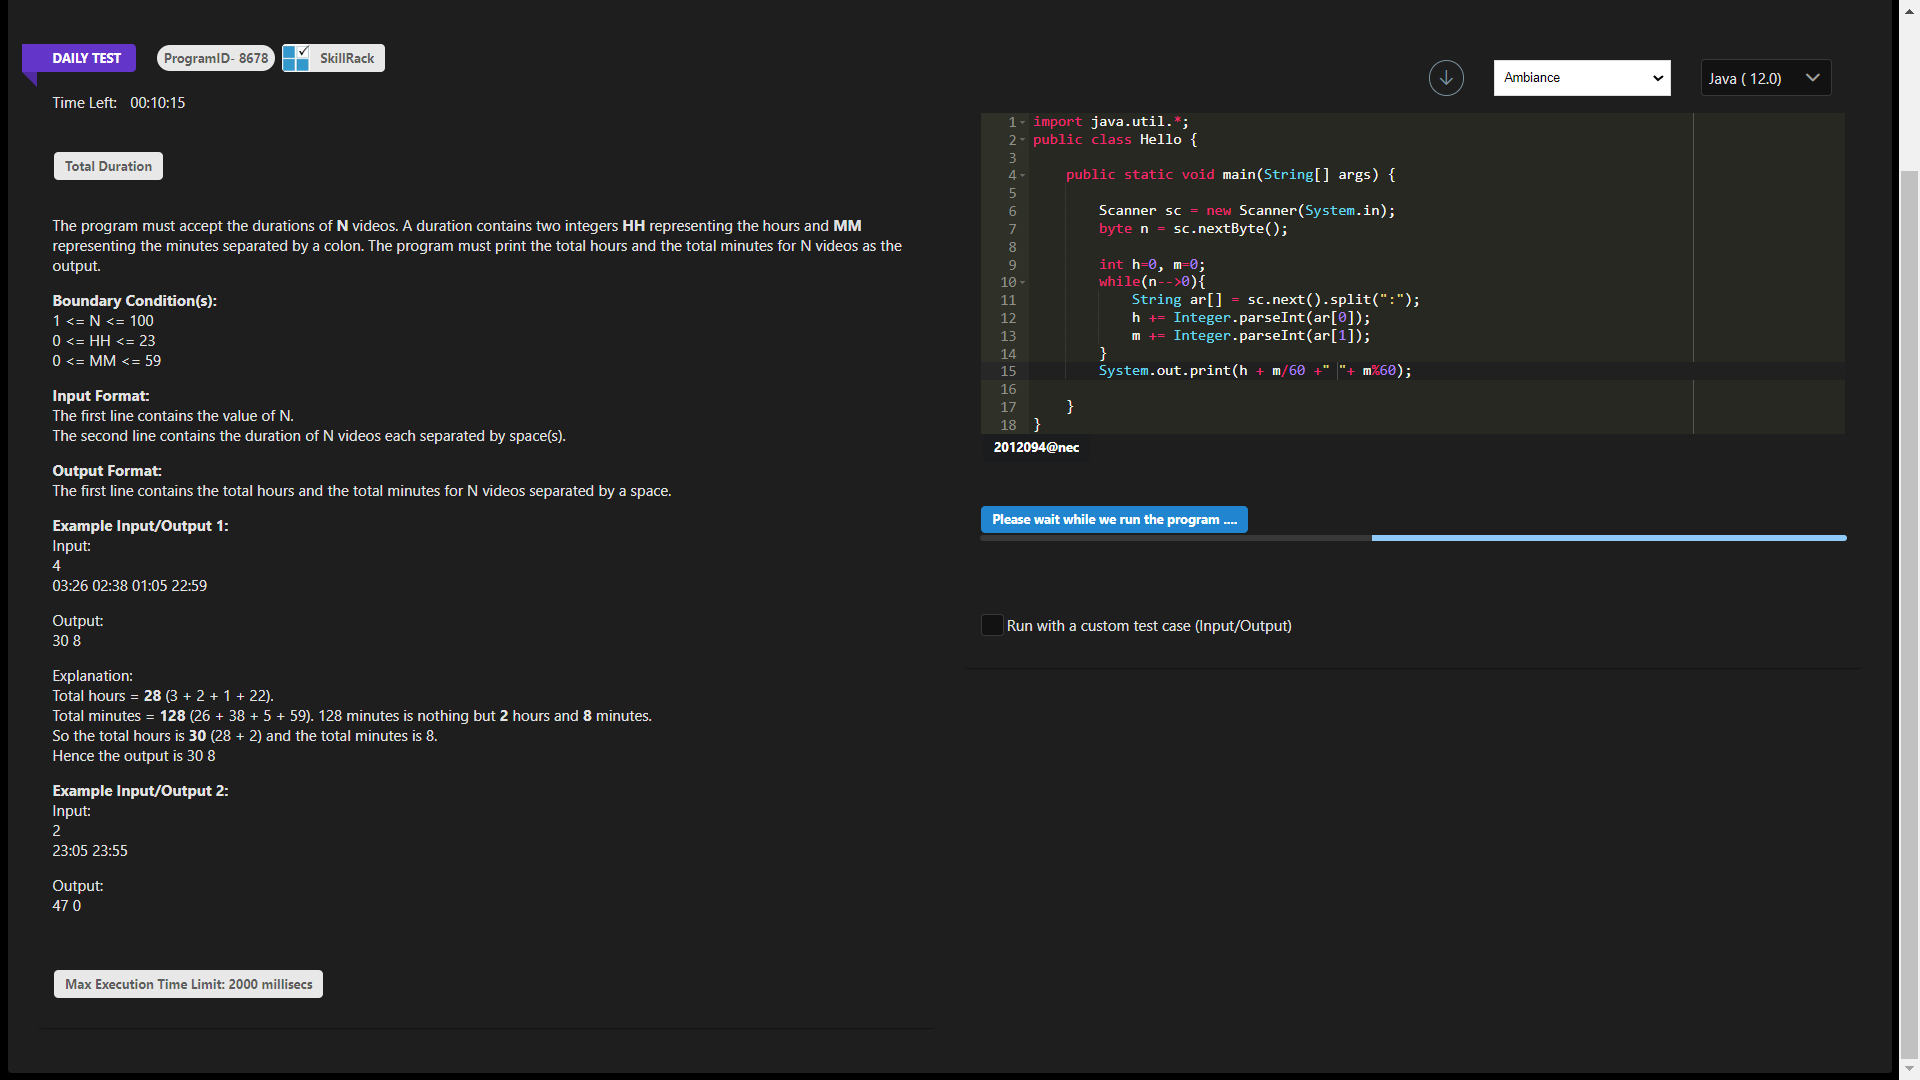 DAILY TEST
ProgramID- 8678
SkillRack
Time Left: 00:10:15
Total Duration
The program must accept the durations of N videos. A duration contains two integers HH representing the hours and MM
representing the minutes separated by a colon. The program must print the total hours and the total minutes for N videos as the
output.
Boundary Condition(s):
1 <= N <= 100
0 <= HH <= 23
0 <= MM <= 59
Input Format:
The first line contains the value of N.
The second line contains the duration of N videos each separated by space(s).
Output Format:
The first line contains the total hours and the total minutes for N videos separated by a space.
Example Input/Output 1:
Input:
4
03:26 02:38 01:05 22:59
Output:
30 8
Explanation:
Total hours = 28 (3 + 2 + 1 + 22).
Total minutes = 128 (26 + 38 + 5 + 59). 128 minutes is nothing but 2 hours and 8 minutes.
So the total hours is 30 (28 + 2) and the total minutes is 8.
Hence the output is 30 8
Example Input/Output 2:
Input:
2
23:05 23:55
Output:
47 0
Max Execution Time Limit: 2000 millisecs
Ambiance
Java ( 12.0)
1 import java.util.*;
2 public class Hello {
3
4     public static void main(String[] args) {
5
6         Scanner sc = new Scanner(System.in);
7         byte n = sc.nextByte();
8
9         int h=0, m=0;
10         while(n-->0){
11             String ar[] = sc.next().split(":");
12             h += Integer.parseInt(ar[0]);
13             m += Integer.parseInt(ar[1]);
14         }
15         System.out.print(h + m/60 +" "+ m%60);
16
17     }
18 }
2012094@nec
Please wait while we run the program ....
Run with a custom test case (Input/Output)